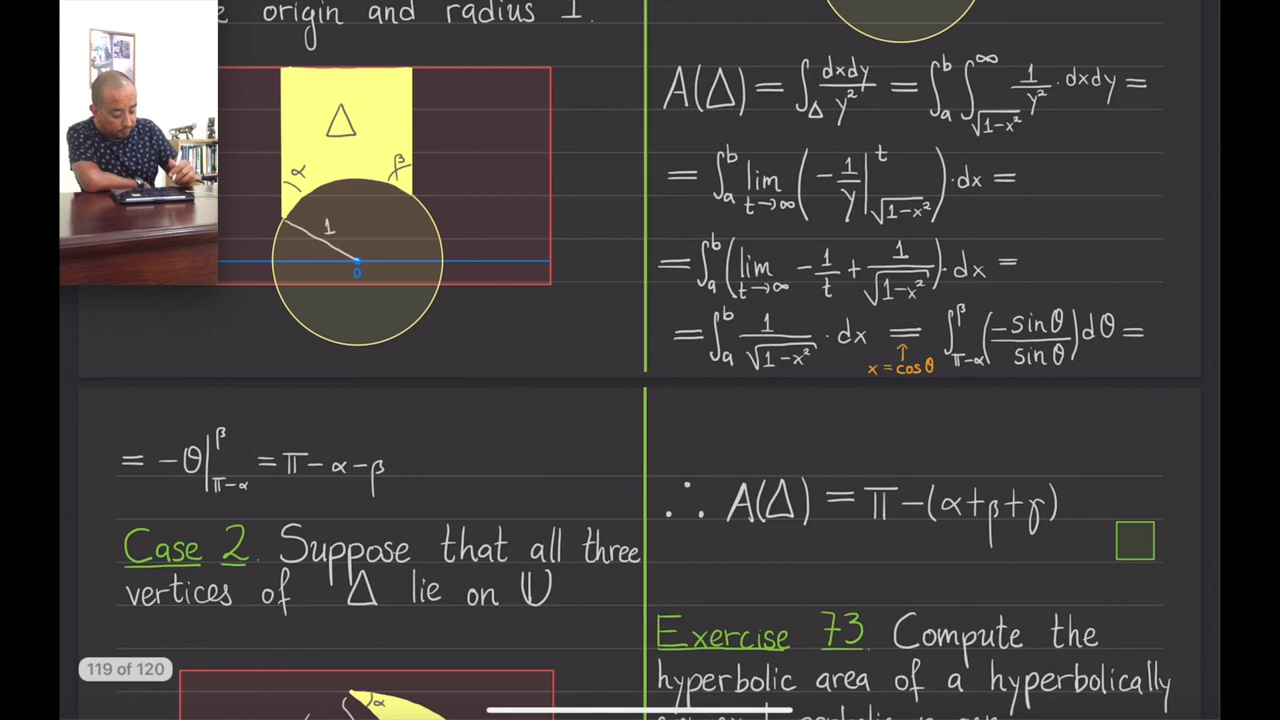 origin and radius 1.
Δ
α
β
1
0
A(Δ) = ∫_Δ dxdy/y² = ∫_a^b ∫_{√(1-x²)}^∞ 1/y² · dxdy =
= ∫_a^b lim_{t→∞} (-1/y |_{√(1-x²)}^t) · dx =
= ∫_a^b (lim_{t→∞} -1/t + 1/√(1-x²)) · dx =
= ∫_a^b 1/√(1-x²) · dx = ∫_{π-α}^β (-sinθ/sinθ) dθ =
↑
x = cos θ
= -θ |_{π-α}^β = π - α - β
Case 2. Suppose that all three
vertices of Δ lie on 𝕌
119 of 120
α
∴ A(Δ) = π - (α+β+γ)
Exercise 73. Compute the
hyperbolic area of a hyperbolically